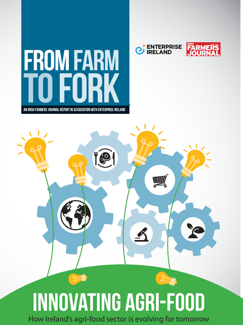 FROM FARM
TO FORK
AN IRISH FARMERS JOURNAL REPORT IN ASSOCIATION WITH ENTERPRISE IRELAND
ENTERPRISE
IRELAND
FARMERS
JOURNAL
INNOVATING AGRI-FOOD
How Ireland's agri-food sector is evolving for tomorrow